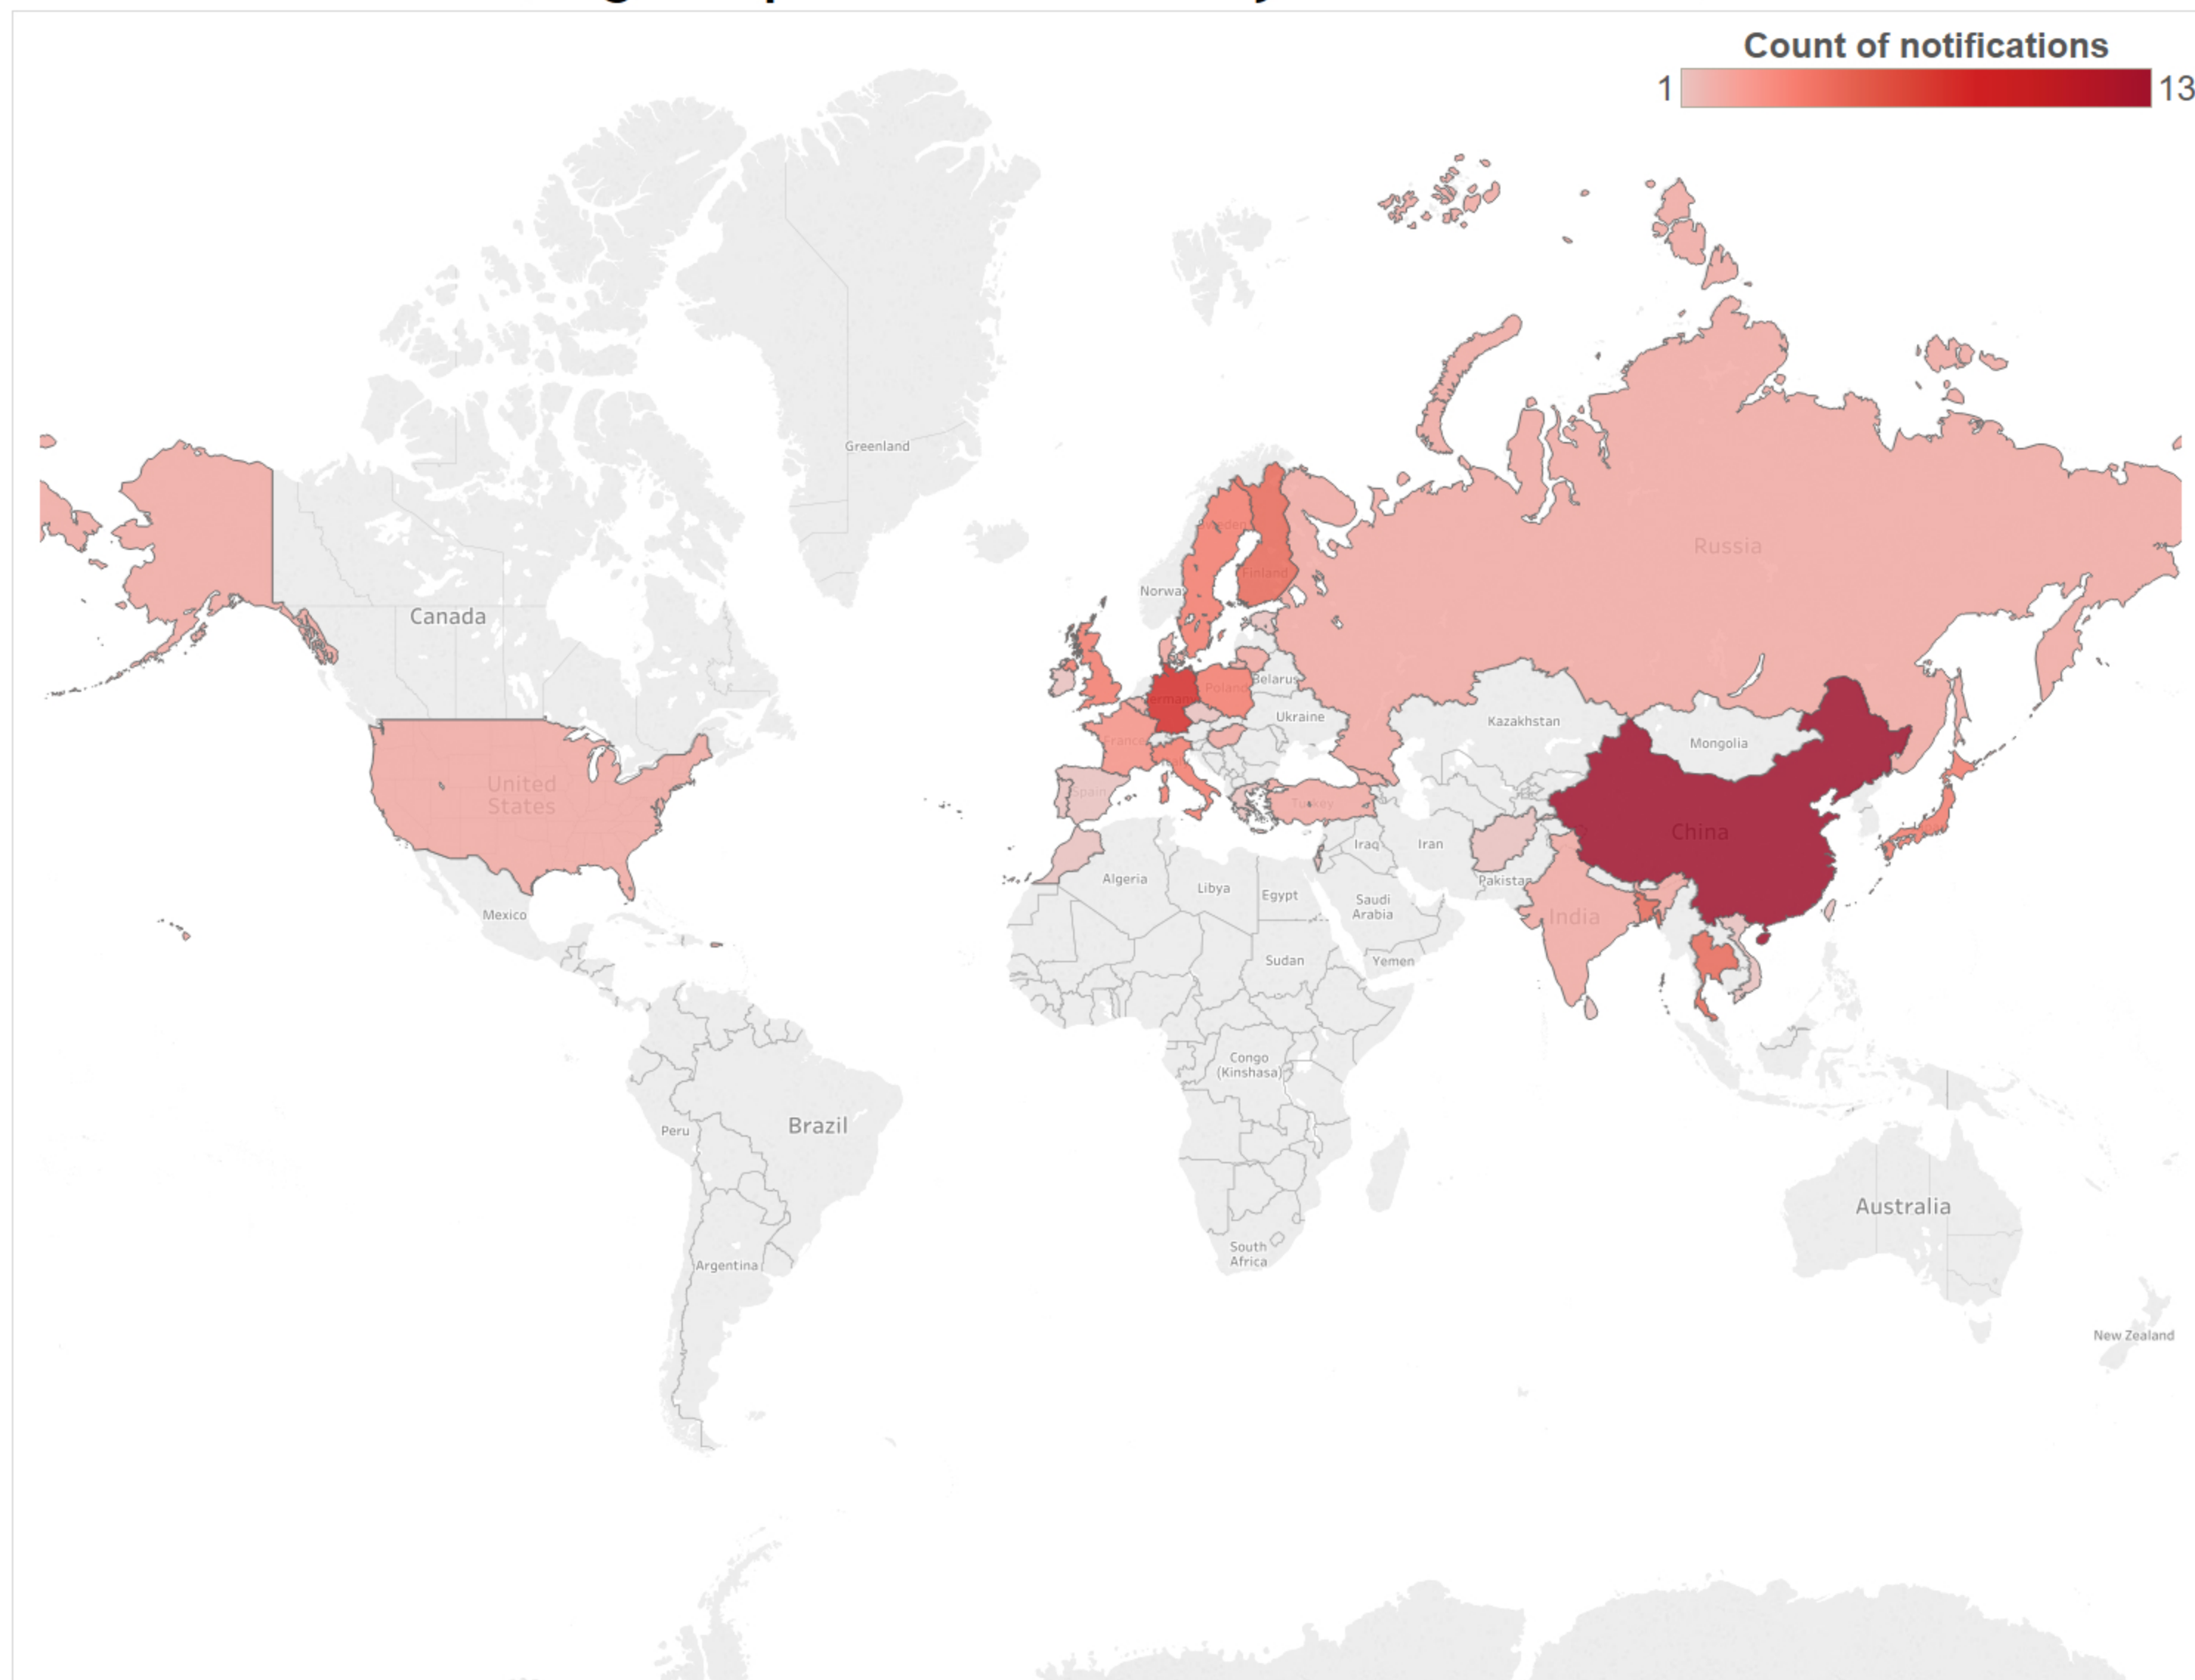 Count of notifications
1 13
Greenland
Russia
Sweden
Finland
Norwa
Canada
Belarus
Poland
Ukraine
Kazakhstan
Mongolia
France
United
States
Spain
Turkey
China
Iraq
Iran
Algeria
Libya
Egypt
Pakistan
Saudi
Arabia
Mexico
India
Sudan
Yemen
Congo
(Kinshasa)
Brazil
Peru
Australia
South
Africa
Argentina
New Zealand